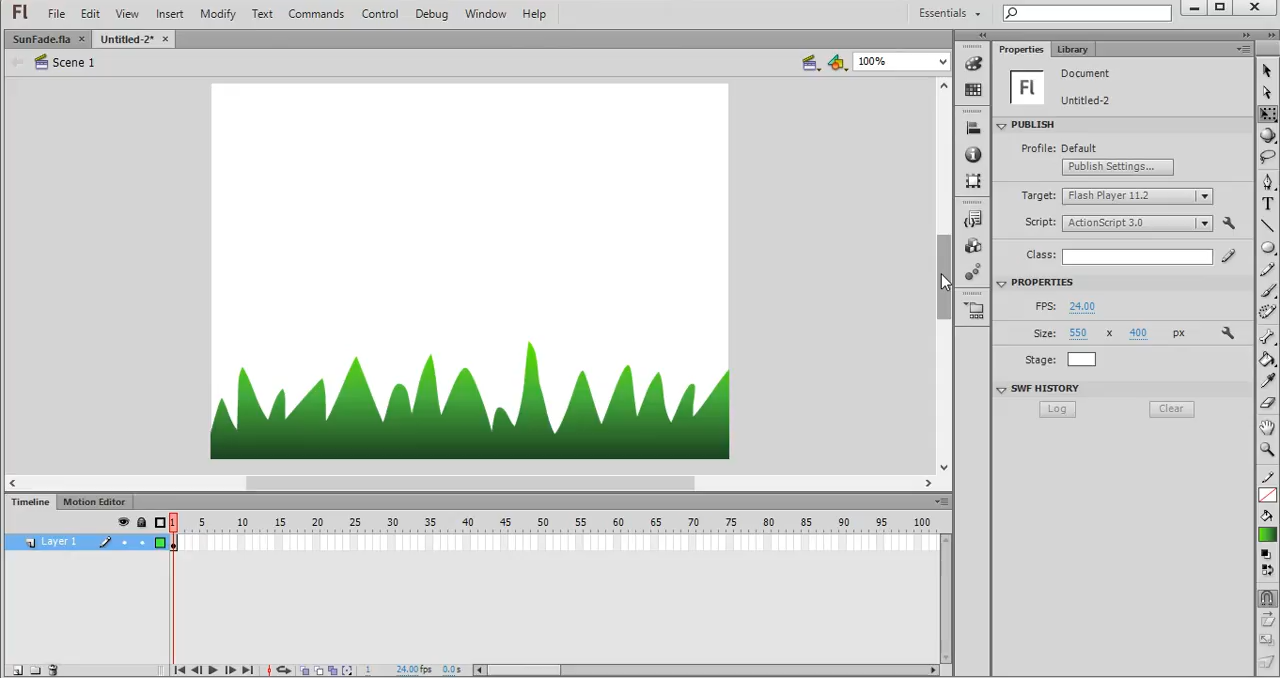 Fl File Edit View Insert Modify Text Commands Control Debug Window Help Essentials
SunFade.fla × Untitled-2* ×
Scene 1 100%
Properties Library
Fl Document
Untitled-2
PUBLISH
Profile: Default
Publish Settings...
Target: Flash Player 11.2
Script: ActionScript 3.0
Class:
PROPERTIES
FPS: 24.00
Size: 550 x 400 px
Stage:
SWF HISTORY
Log Clear
Timeline Motion Editor
1 5 10 15 20 25 30 35 40 45 50 55 60 65 70 75 80 85 90 95 100
Layer 1
1 24.00 fps 0.0 s